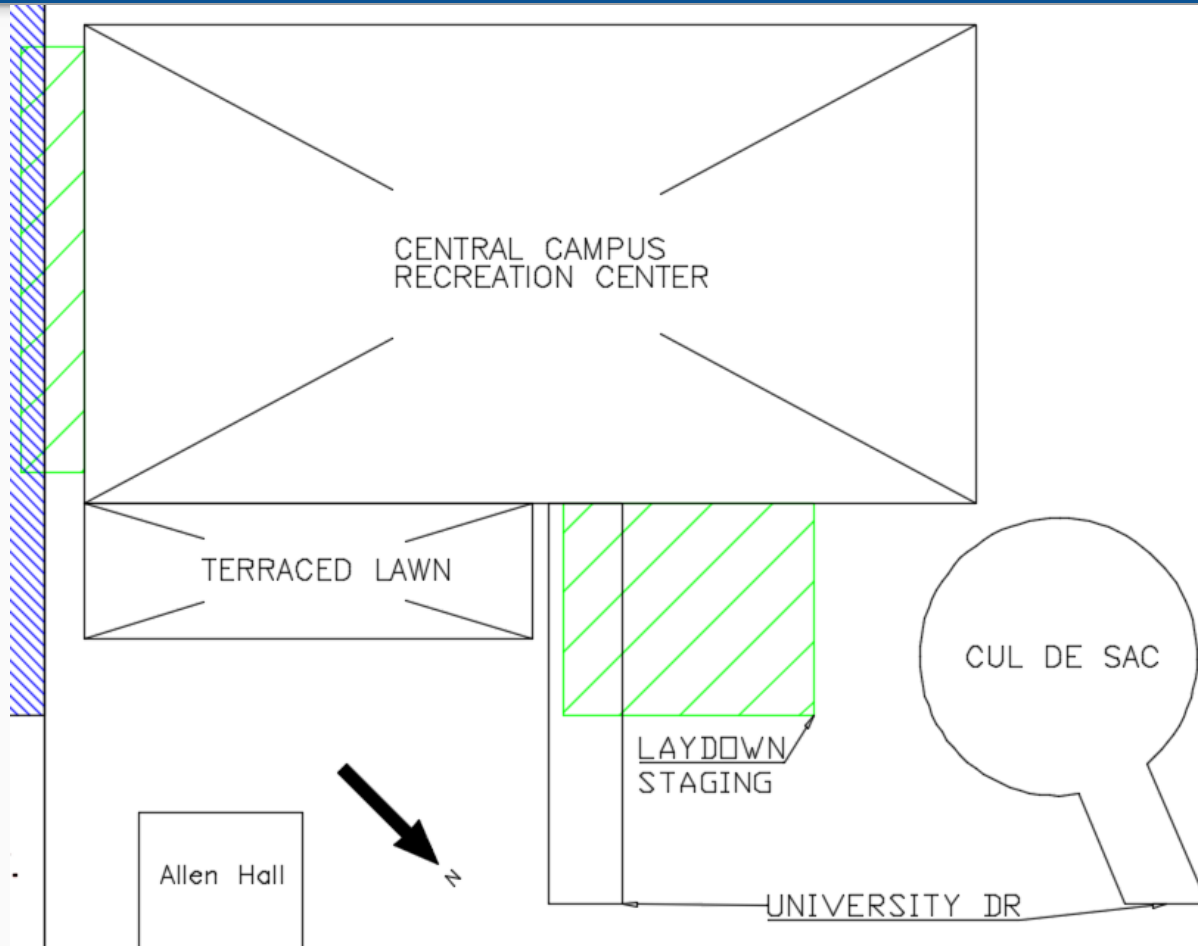 CENTRAL CAMPUS
RECREATION CENTER
TERRACED LAWN
CUL DE SAC
LAYDOWN
STAGING
N
Allen Hall
UNIVERSITY DR